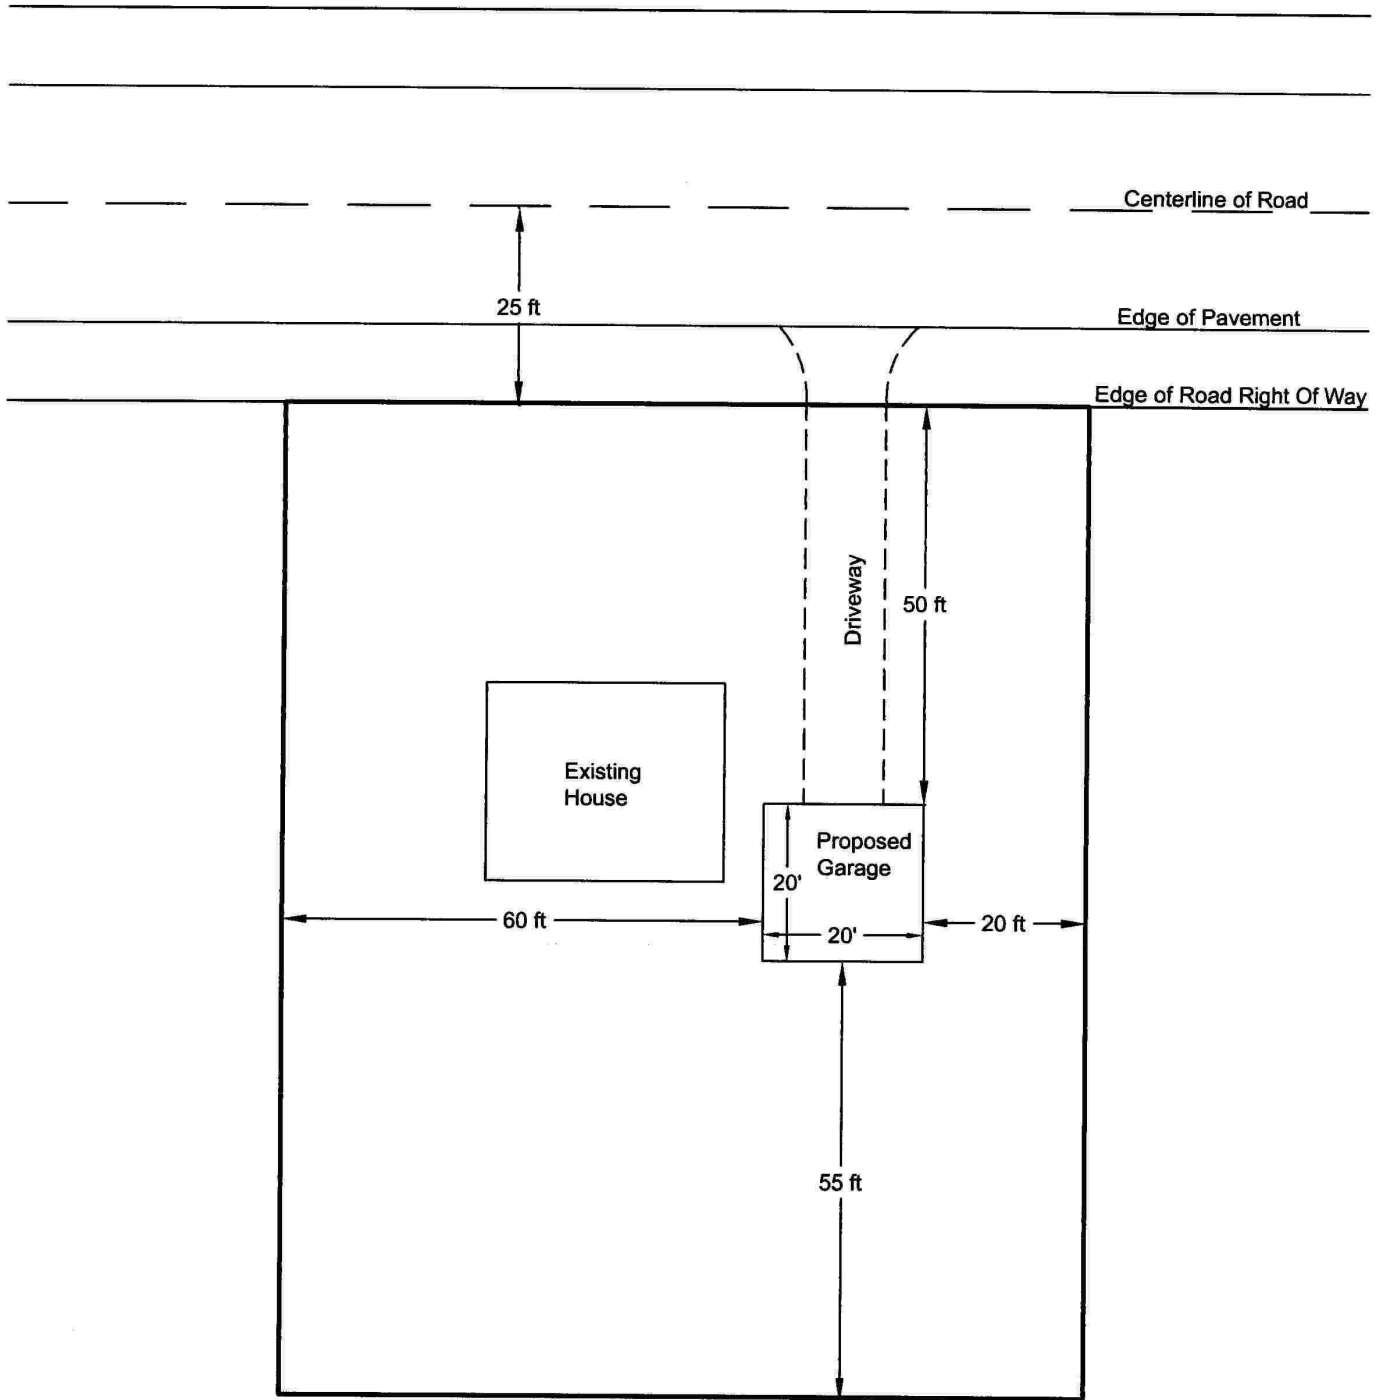 Centerline of Road
25 ft
Edge of Pavement
Edge of Road Right Of Way
Driveway
50 ft
Existing
House
Proposed
Garage
20'
60 ft
20'
20 ft
55 ft